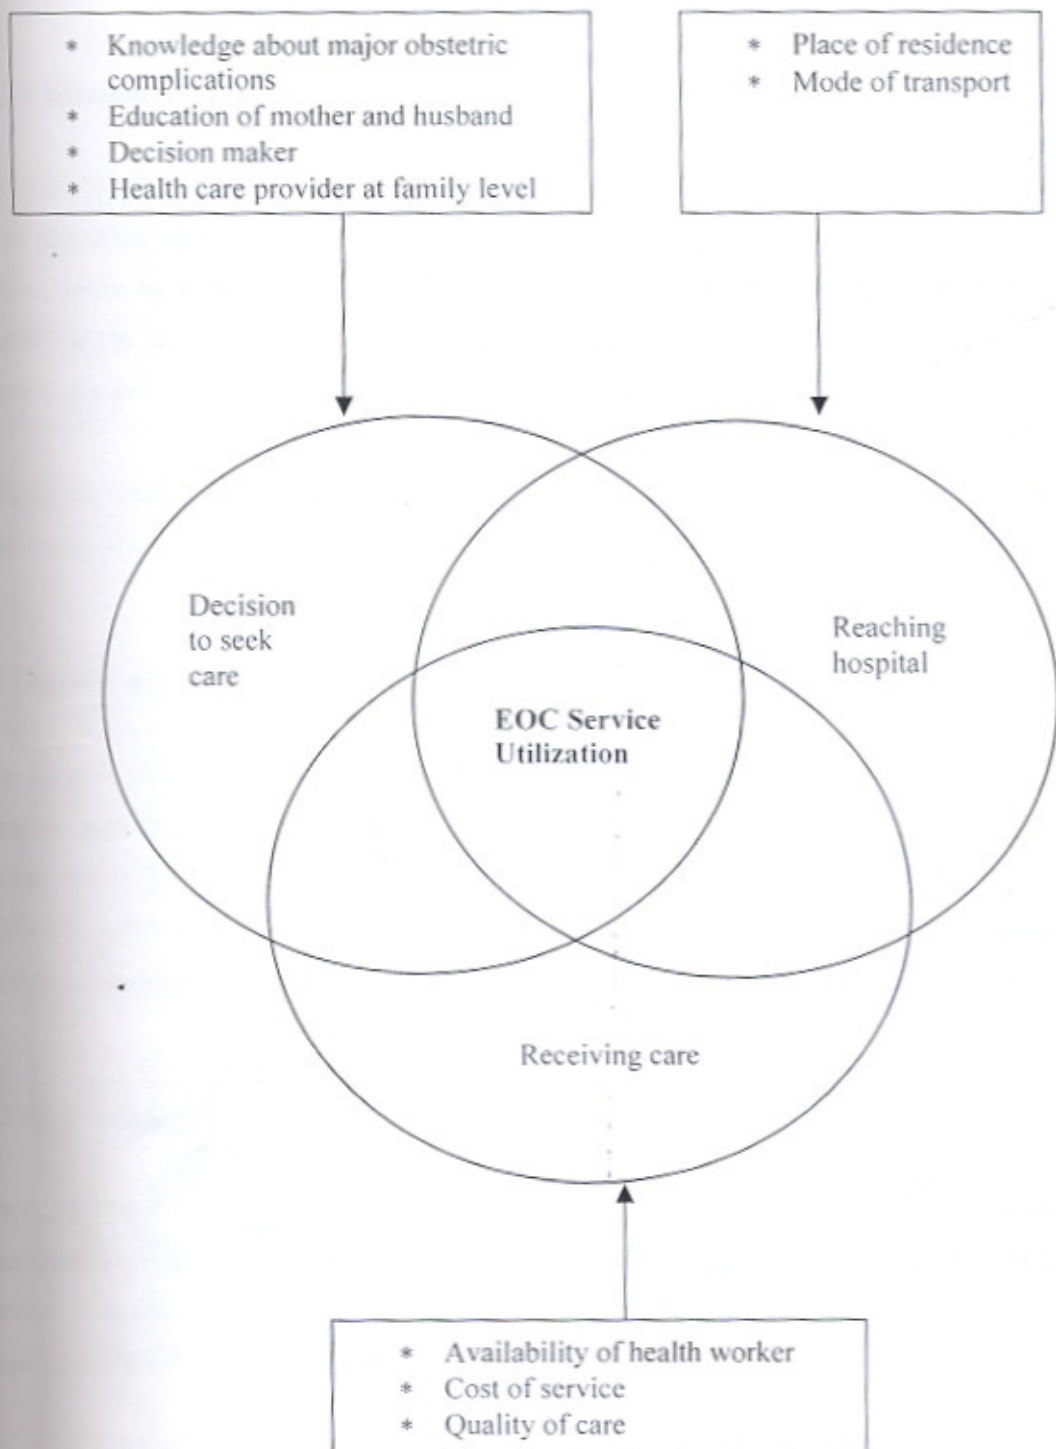 * Knowledge about major obstetric
complications
* Education of mother and husband
* Decision maker
* Health care provider at family level
* Place of residence
* Mode of transport
Decision
to seek
care
Reaching
hospital
EOC Service
Utilization
Receiving care
* Availability of health worker
* Cost of service
* Quality of care